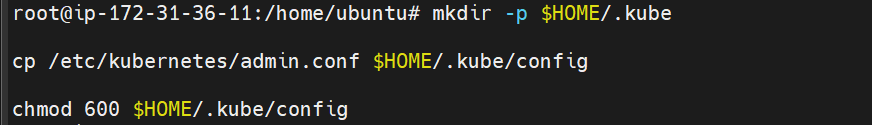 root@ip-172-31-36-11:/home/ubuntu# mkdir -p $HOME/.kube
cp /etc/kubernetes/admin.conf $HOME/.kube/config
chmod 600 $HOME/.kube/config